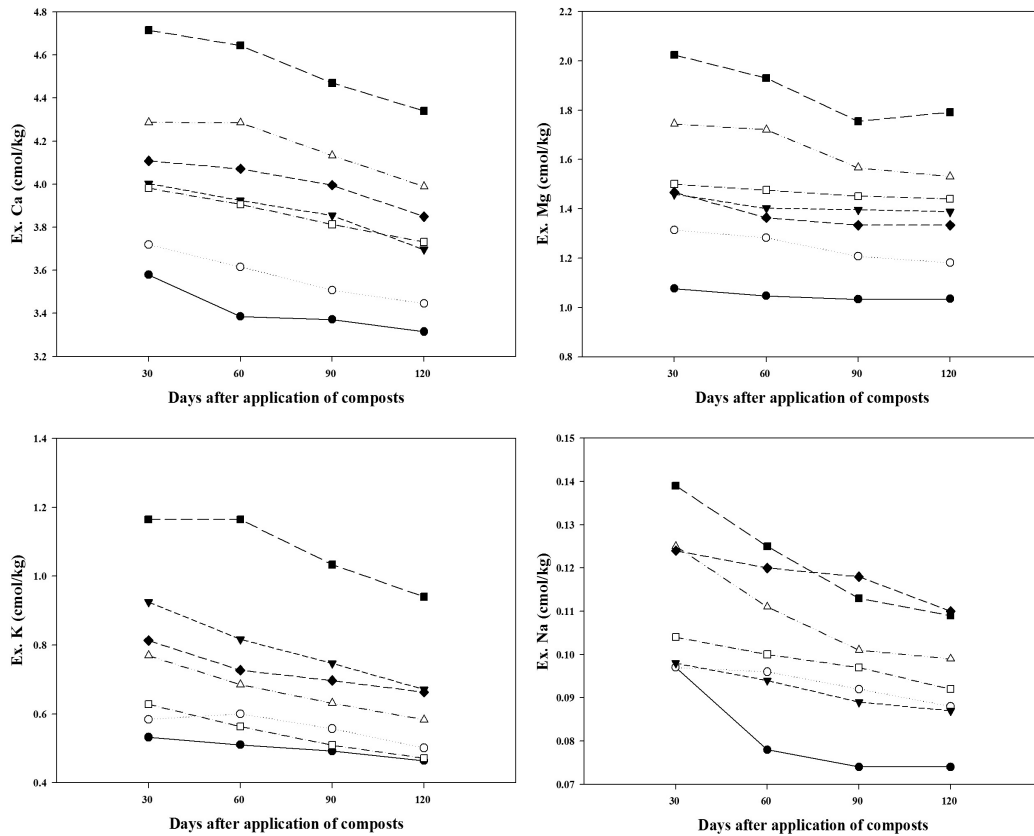 Ex. Ca (cmol/kg)
4.8
4.6
4.4
4.2
4.0
3.8
3.6
3.4
3.2
30 60 90 120
Days after application of composts
Ex. Mg (cmol/kg)
2.2
2.0
1.8
1.6
1.4
1.2
1.0
0.8
30 60 90 120
Days after application of composts
Ex. K (cmol/kg)
1.4
1.2
1.0
0.8
0.6
0.4
30 60 90 120
Days after application of composts
Ex. Na (cmol/kg)
0.15
0.14
0.13
0.12
0.11
0.10
0.09
0.08
0.07
30 60 90 120
Days after application of composts